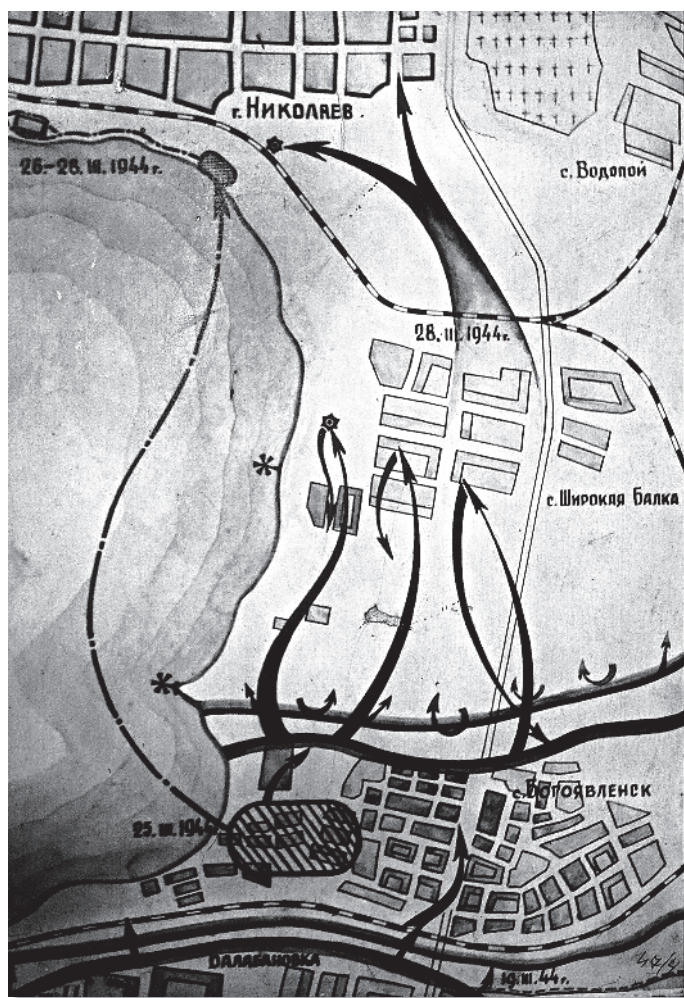 г. Николаев
26-28. III. 1944 г.
с. Водопой
28. III. 1944 г.
с. Широкая Балка
с. Богоявленск
25. III. 1944
Балабановка
19. III. 44 г.